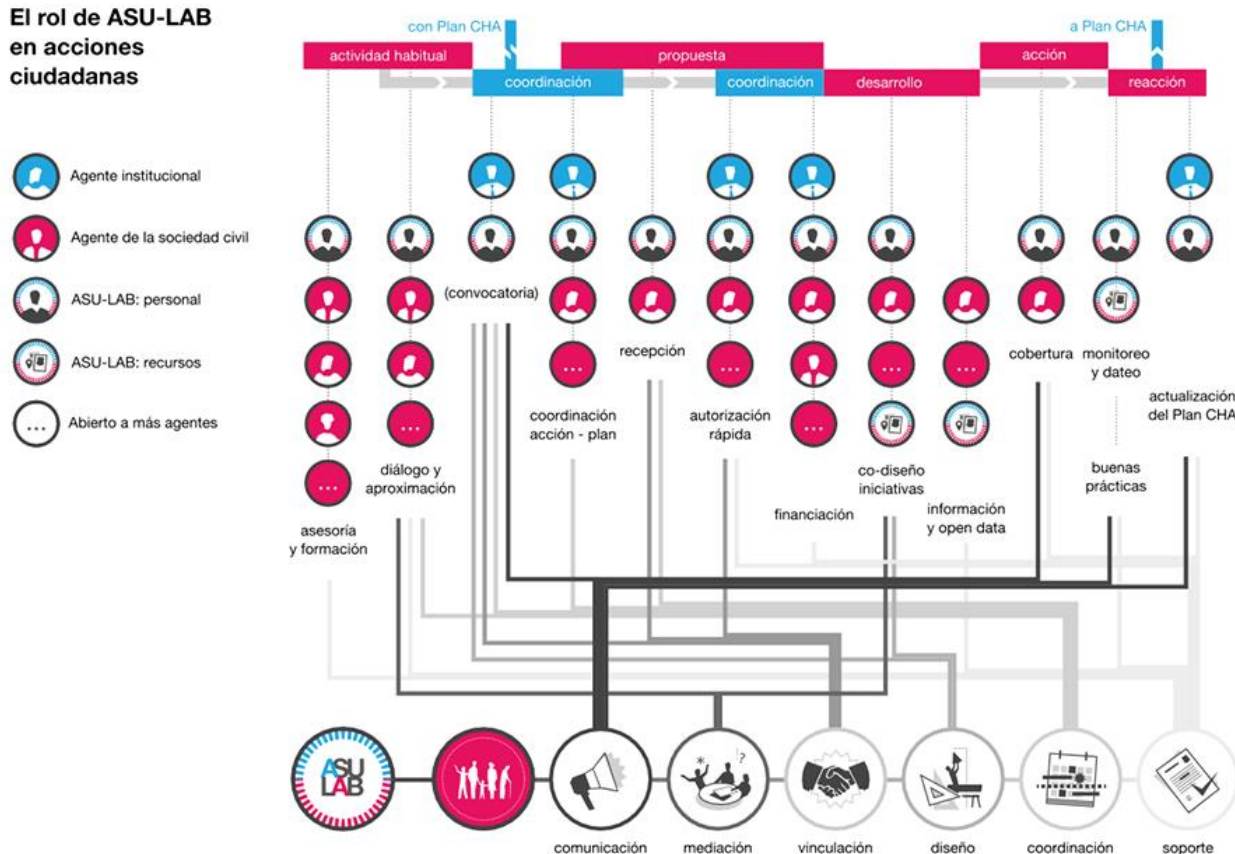 El rol de ASU-LAB
en acciones
ciudadanas
con Plan CHA
a Plan CHA
actividad habitual
propuesta
acción
coordinación
coordinación
desarrollo
reacción
Agente institucional
Agente de la sociedad civil
ASU-LAB: personal
ASU-LAB: recursos
... Abierto a más agentes
(convocatoria)
recepción
cobertura
monitoreo
y dateo
actualización
del Plan CHA
coordinación
acción - plan
autorización
rápida
diálogo y
aproximación
co-diseño
iniciativas
buenas
prácticas
financiación
información
y open data
asesoría
y formación
ASU
LAB
comunicación
mediación
vinculación
diseño
coordinación
soporte